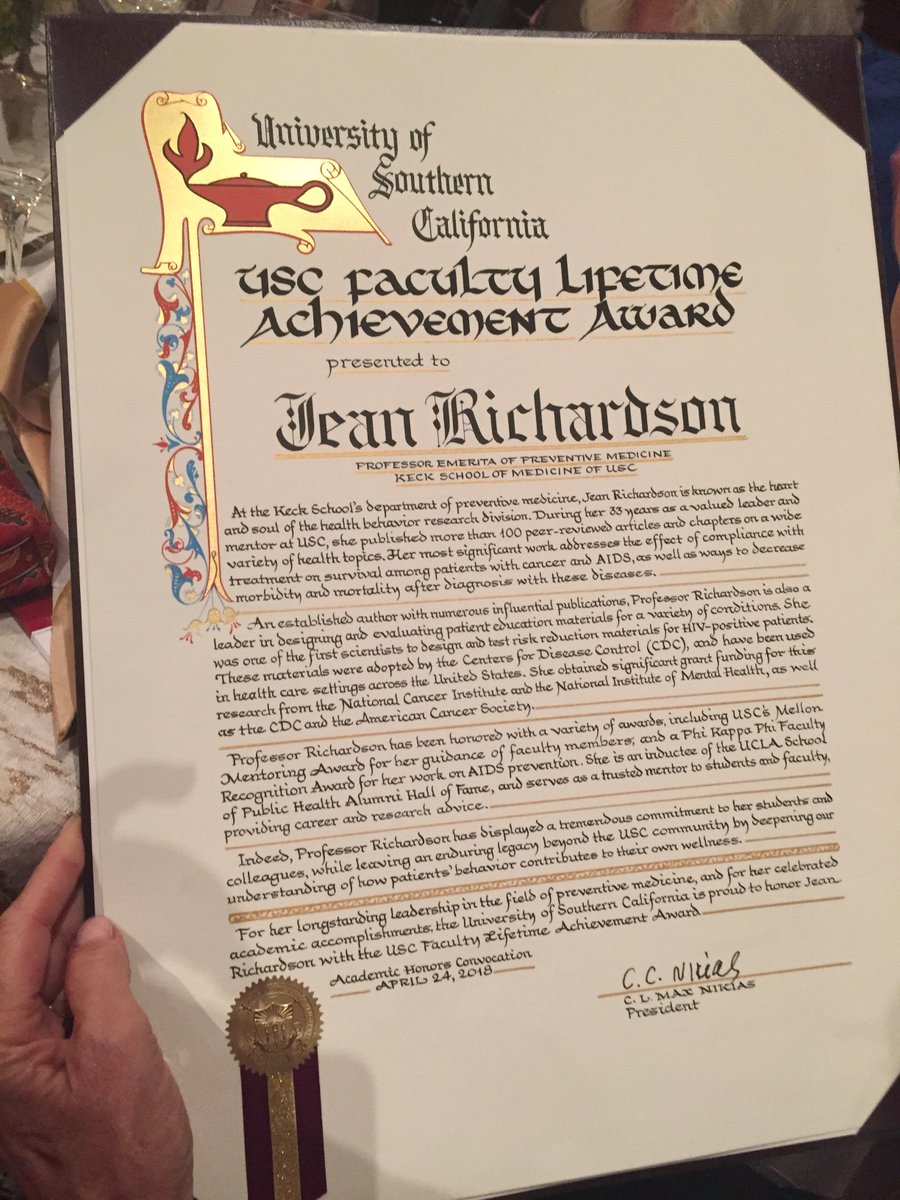 University of
Southern
California
USC Faculty Lifetime
Achievement Award
presented to
Jean Richardson
PROFESSOR EMERITA OF PREVENTIVE MEDICINE
KECK SCHOOL OF MEDICINE OF USC
At the Keck School's department of preventive medicine, Jean Richardson is known as the heart
and soul of the health behavior research division. During her 33 years as a valued leader and
mentor at USC, she published more than 100 peer-reviewed articles and chapters on a wide
variety of health topics. Her most significant work addresses the effect of compliance with
treatment on survival among patients with cancer and AIDS, as well as ways to decrease
morbidity and mortality after diagnosis with these diseases.
An established author with numerous influential publications, Professor Richardson is also a
leader in designing and evaluating patient education materials for a variety of conditions. She
was one of the first scientists to design and test risk reduction materials for HIV-positive patients.
These materials were adopted by the Centers for Disease Control (CDC), and have been used
in health care settings across the United States. She obtained significant grant funding for this
research from the National Cancer Institute and the National Institute of Mental Health, as well
as the CDC and the American Cancer Society.
Professor Richardson has been honored with a variety of awards, including USC's Mellon
Mentoring Award for her guidance of faculty members, and a Phi Kappa Phi Faculty
Recognition Award for her work on AIDS prevention. She is an inductee of the UCLA School
of Public Health Alumni Hall of Fame, and serves as a trusted mentor to students and faculty,
providing career and research advice.
Indeed, Professor Richardson has displayed a tremendous commitment to her students and
colleagues, while leaving an enduring legacy beyond the USC community by deepening our
understanding of how patients' behavior contributes to their own wellness.
For her longstanding leadership in the field of preventive medicine, and for her celebrated
academic accomplishments, the University of Southern California is proud to honor Jean
Richardson with the USC Faculty Lifetime Achievement Award
Academic Honors Convocation
APRIL 24, 2018
C. C. Nikias
C. L. MAX NIKIAS
President